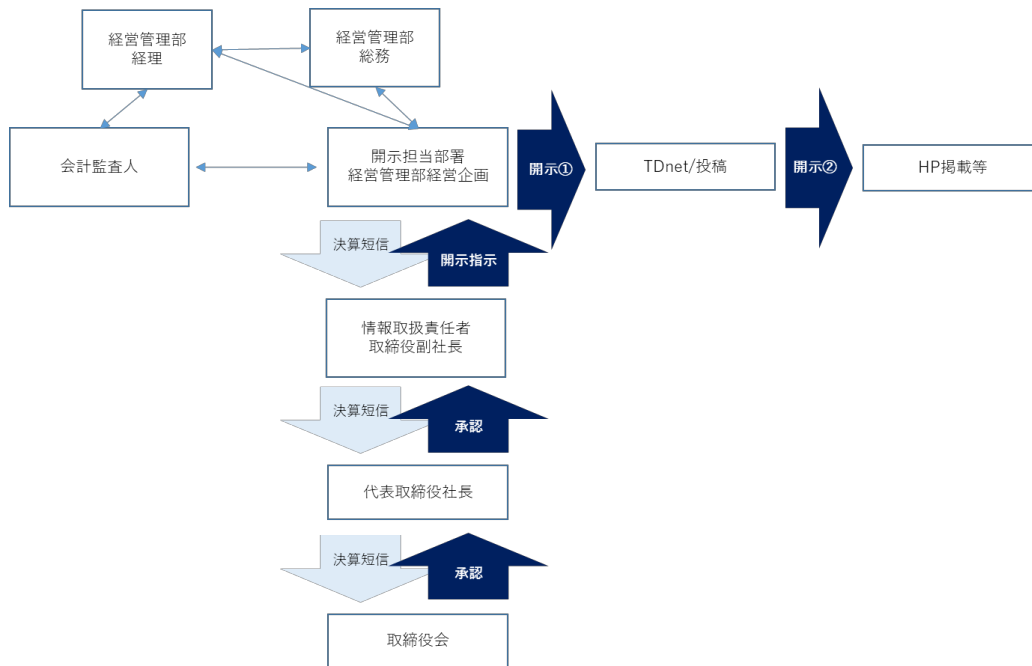 経営管理部
経理
経営管理部
総務
会計監査人
開示担当部署
経営管理部経営企画
開示①
TDnet/投稿
開示②
HP掲載等
決算短信
開示指示
情報取扱責任者
取締役副社長
決算短信
承認
代表取締役社長
決算短信
承認
取締役会